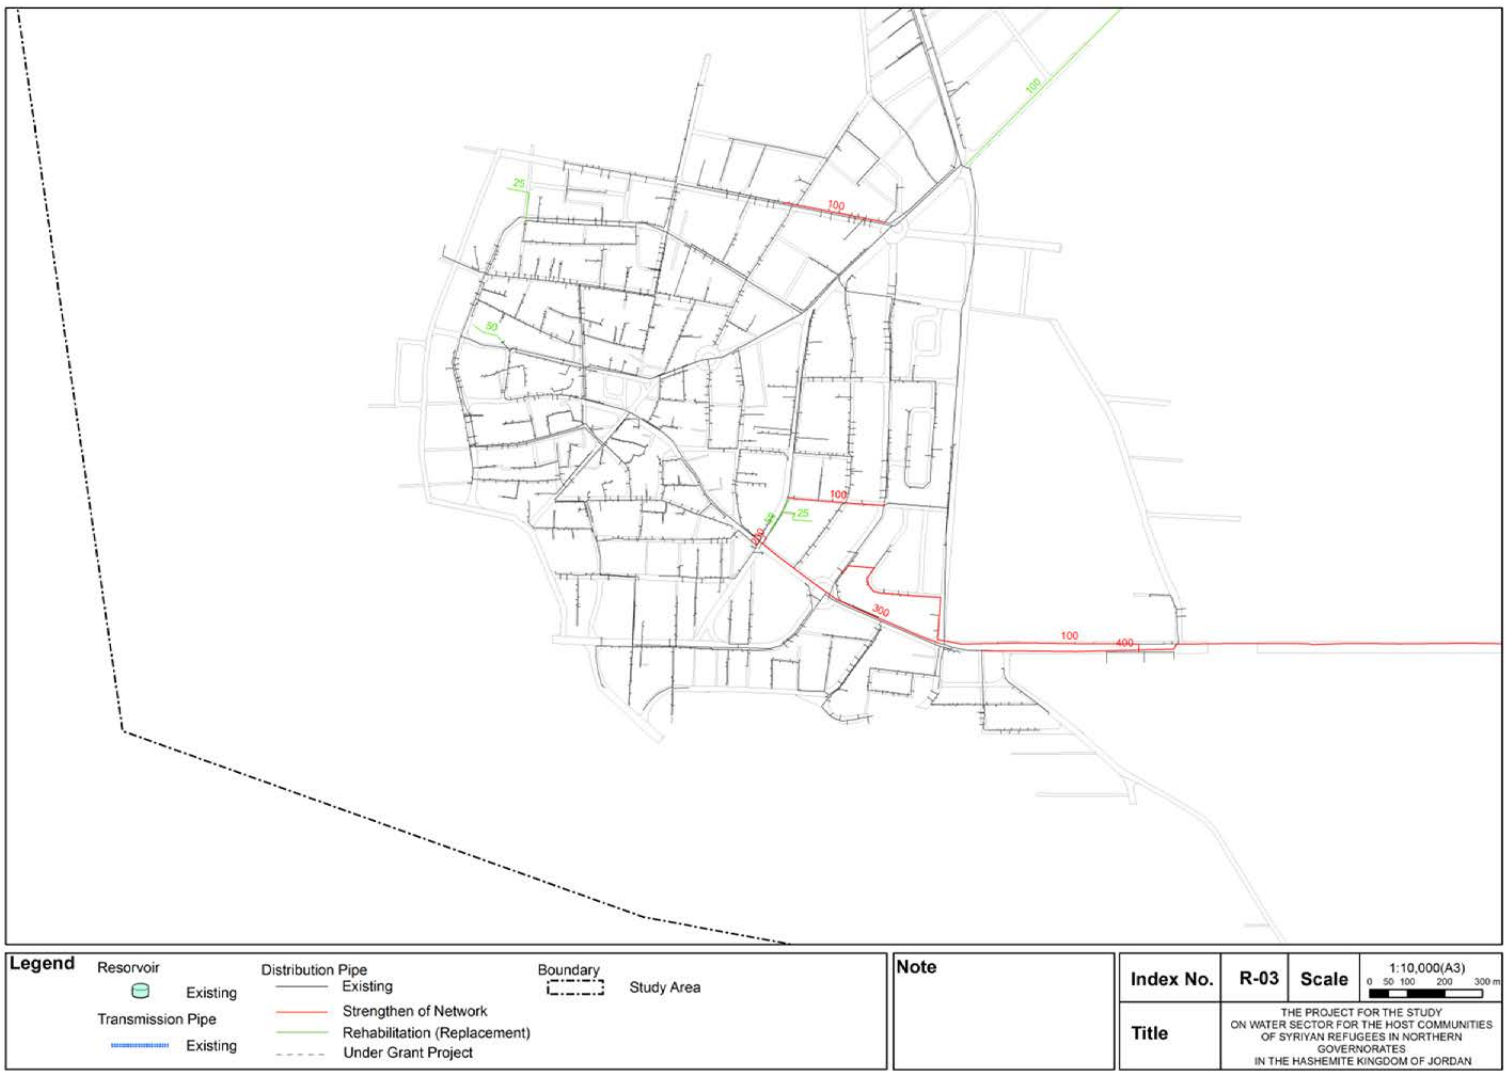 100
25
100
50
100
25
50
200
300
100
400
Legend
Reservoir
Existing
Transmission Pipe
Existing
Distribution Pipe
Existing
Strengthen of Network
Rehabilitation (Replacement)
Under Grant Project
Boundary
Study Area
Note
Index No.
R-03
Scale
1:10,000(A3)
0 50 100 200 300 m
Title
THE PROJECT FOR THE STUDY
ON WATER SECTOR FOR THE HOST COMMUNITIES
OF SYRIYAN REFUGEES IN NORTHERN
GOVERNORATES
IN THE HASHEMITE KINGDOM OF JORDAN